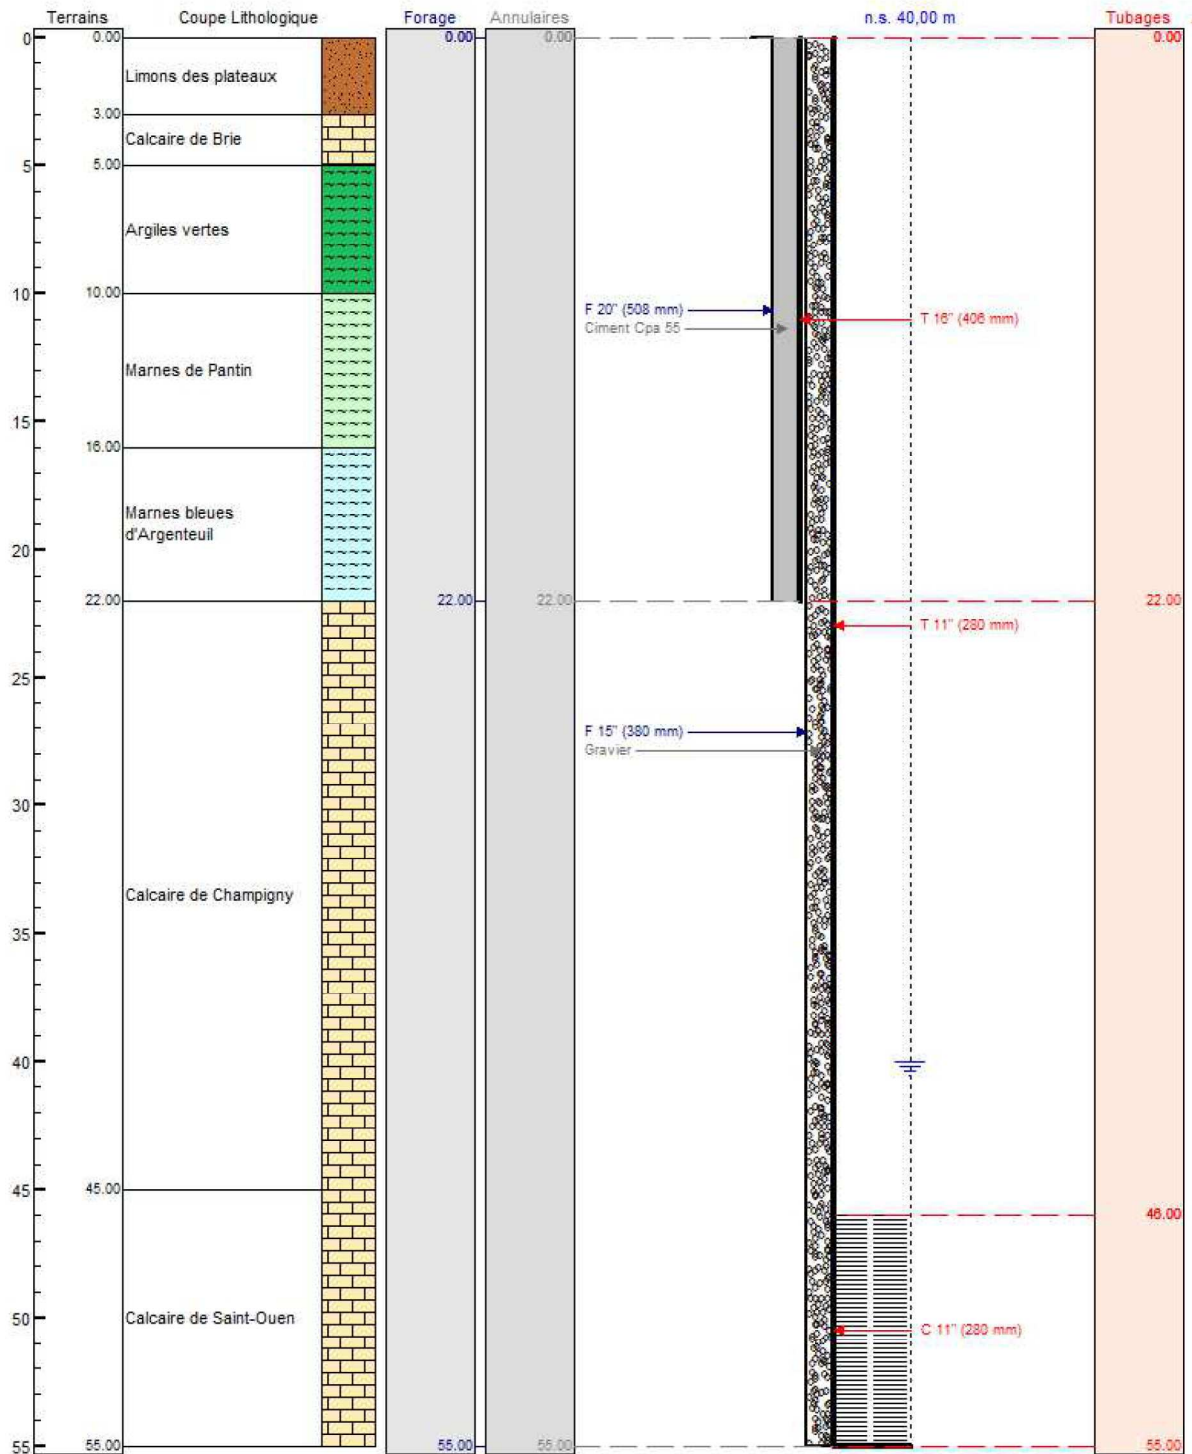 Terrains Coupe Lithologique Forage Annulaires n.s. 40,00 m Tubages
0 0.00 0.00 0.00 0.00
Limons des plateaux
3.00
Calcaire de Brie
5 5.00
Argiles vertes
10 10.00
F 20" (508 mm) T 16" (406 mm)
Ciment Cpa 55
Marnes de Pantin
15
16.00
Marnes bleues
d'Argenteuil
20
22.00 22.00 22.00 22.00
T 11" (280 mm)
25
F 15" (380 mm)
Gravier
30
Calcaire de Champigny
35
40
45 45.00
46.00
50 Calcaire de Saint-Ouen
C 11" (280 mm)
55 55.00 55.00 55.00 55.00